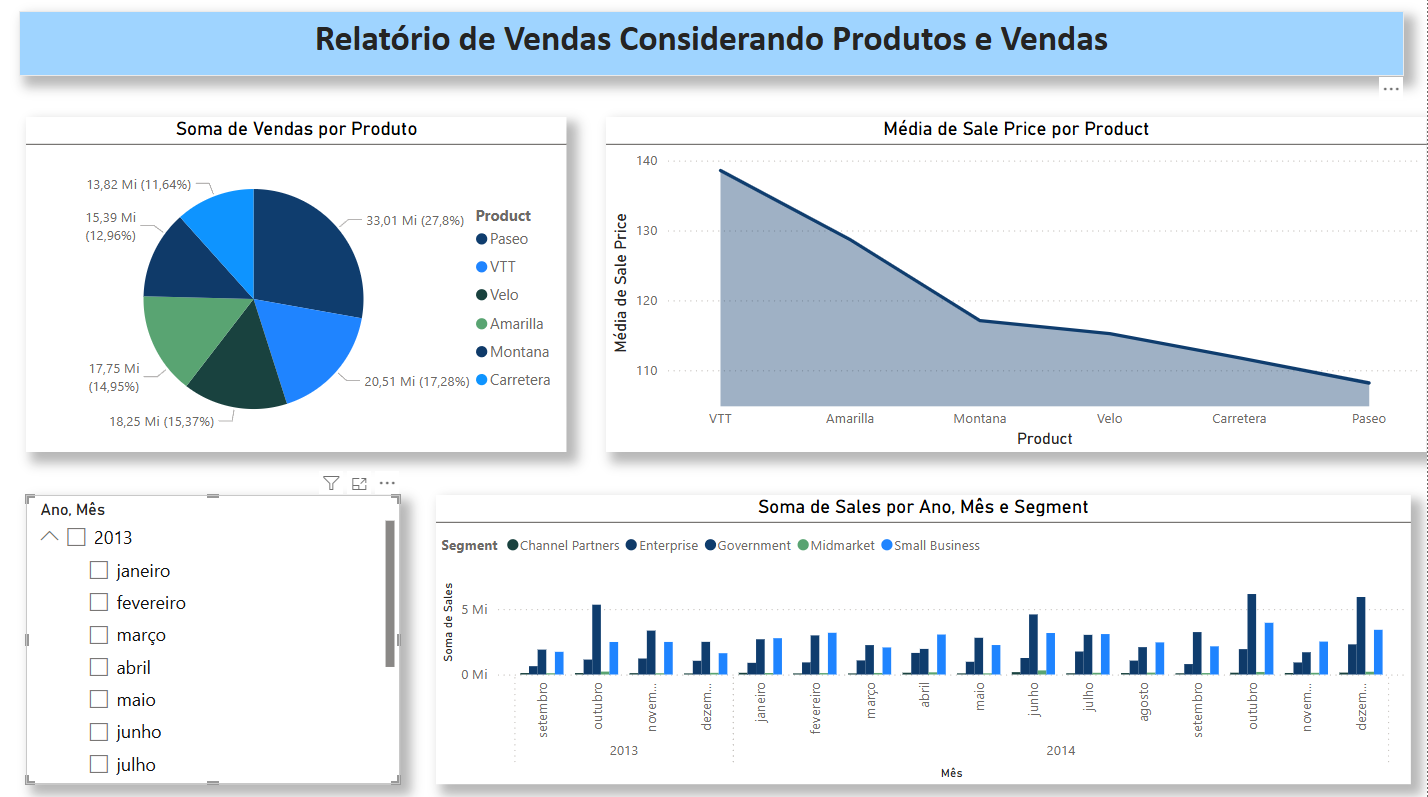 Relatório de Vendas Considerando Produtos e Vendas
Soma de Vendas por Produto
13,82 Mi (11,64%)
15,39 Mi
(12,96%)
17,75 Mi
(14,95%)
18,25 Mi (15,37%)
33,01 Mi (27,8%)
20,51 Mi (17,28%)
Product
Paseo
VTT
Velo
Amarilla
Montana
Carretera
Média de Sale Price por Product
Média de Sale Price
140
130
120
110
VTT Amarilla Montana Velo Carretera Paseo
Product
Ano, Mês
2013
janeiro
fevereiro
março
abril
maio
junho
julho
Soma de Sales por Ano, Mês e Segment
Segment Channel Partners Enterprise Government Midmarket Small Business
Soma de Sales
5 Mi
0 Mi
setembro outubro novem... dezem... janeiro fevereiro março abril maio junho julho agosto setembro outubro novem... dezem...
2013 2014
Mês